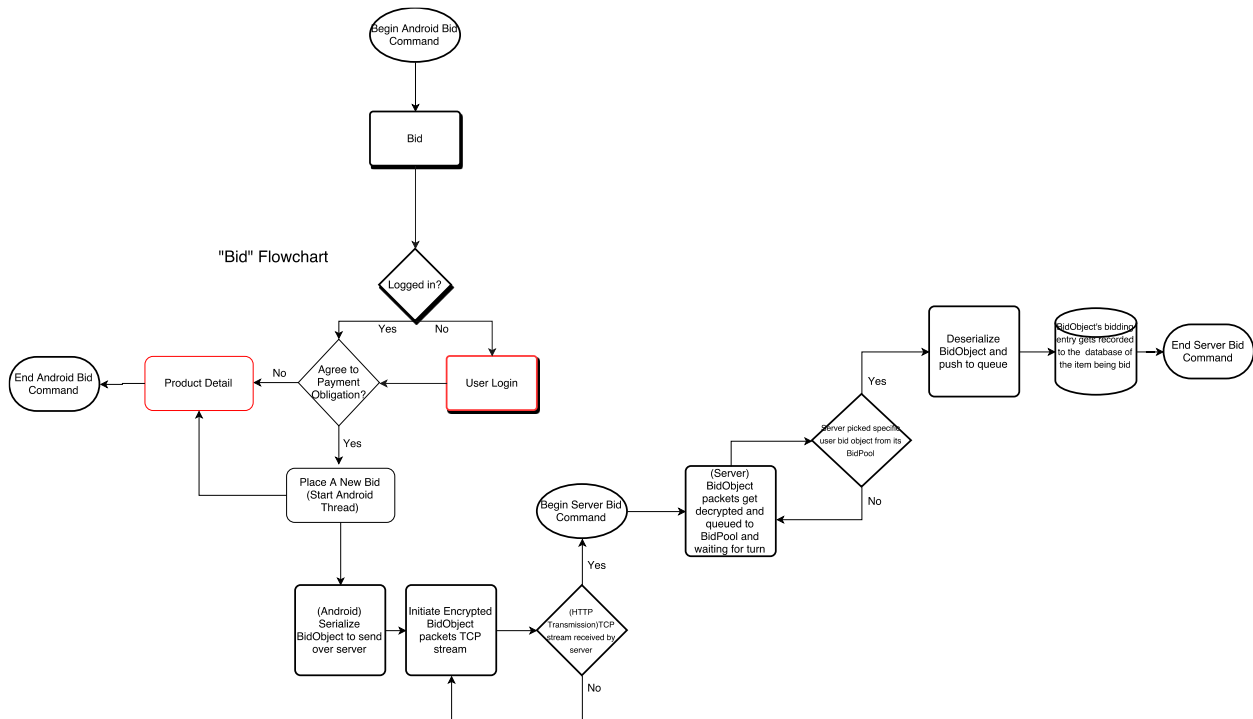 Begin Android Bid
Command
Bid
"Bid" Flowchart
Logged in?
Yes
No
End Android Bid
Command
Product Detail
No
Agree to
Payment
Obligation?
User Login
Yes
Place A New Bid
(Start Android
Thread)
(Android)
Serialize
BidObject to send
over server
Initiate Encrypted
BidObject
packets TCP
stream
(HTTP
Transmission)TCP
stream received by
server
Yes
No
Begin Server Bid
Command
(Server)
BidObject
packets get
decrypted and
queued to
BidPool and
waiting for turn
Server picked specific
user bid object from its
BidPool
Yes
No
Deserialize
BidObject and
push to queue
BidObject's bidding
entry gets recorded
to the database of
the item being bid
End Server Bid
Command